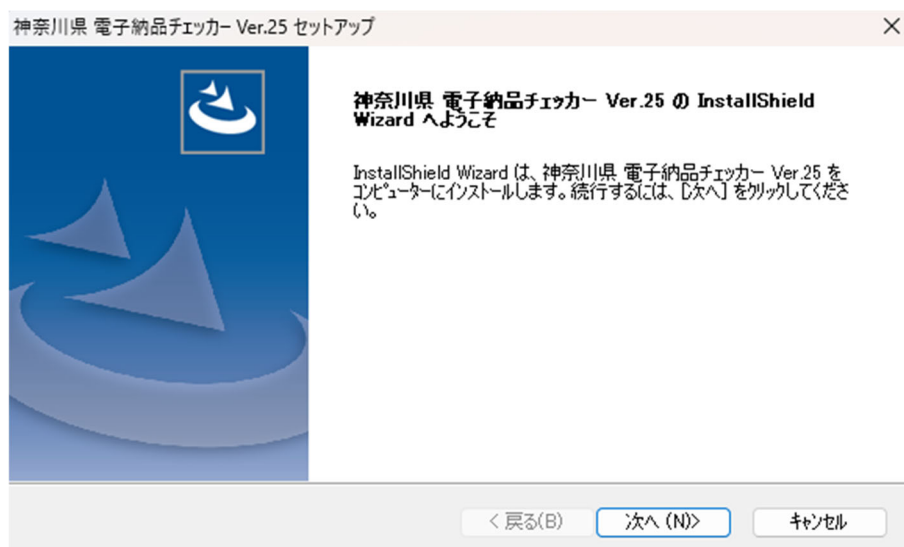 神奈川県 電子納品チェッカー Ver.25 セットアップ
神奈川県 電子納品チェッカー Ver.25 の InstallShield
Wizard へようこそ
InstallShield Wizard は、神奈川県 電子納品チェッカー Ver.25 を
コンピューターにインストールします。続行するには、[次へ] をクリックしてくださ
い。
< 戻る(B)
次へ (N)>
キャンセル